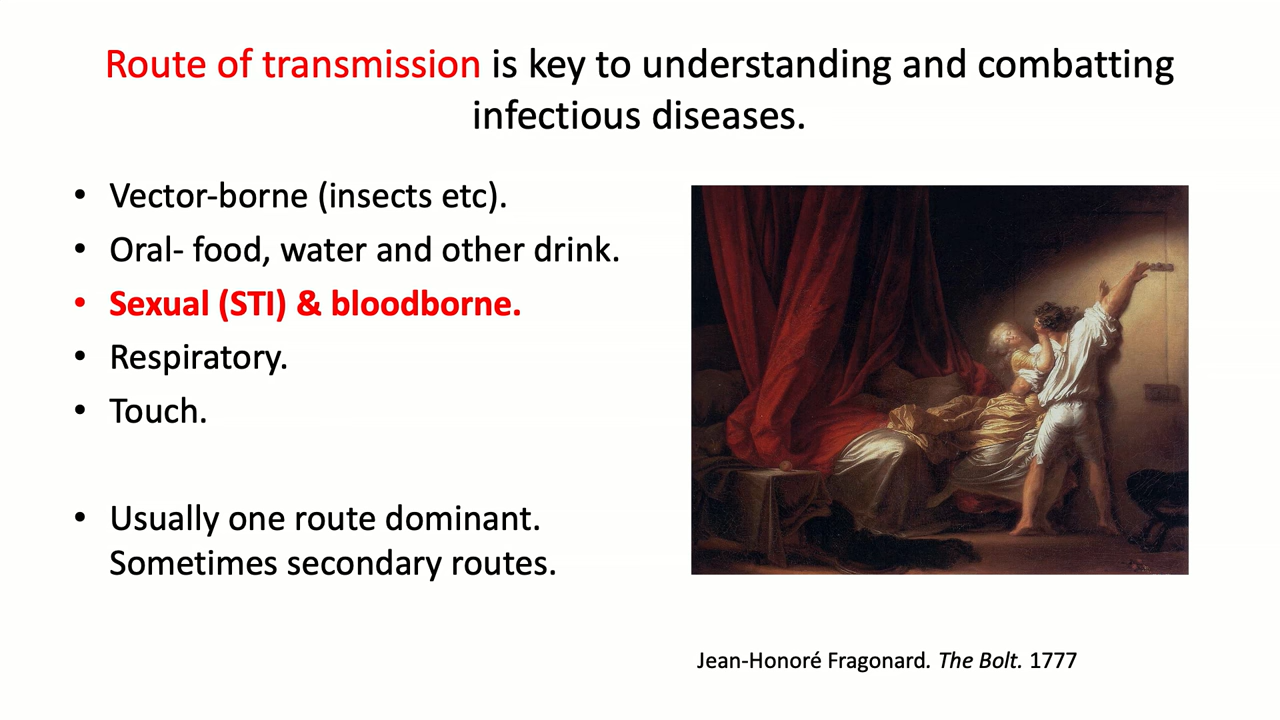 Route of transmission is key to understanding and combatting
infectious diseases.
• Vector-borne (insects etc).
• Oral- food, water and other drink.
• Sexual (STI) & bloodborne.
• Respiratory.
• Touch.
• Usually one route dominant.
Sometimes secondary routes.
Jean-Honoré Fragonard. The Bolt. 1777